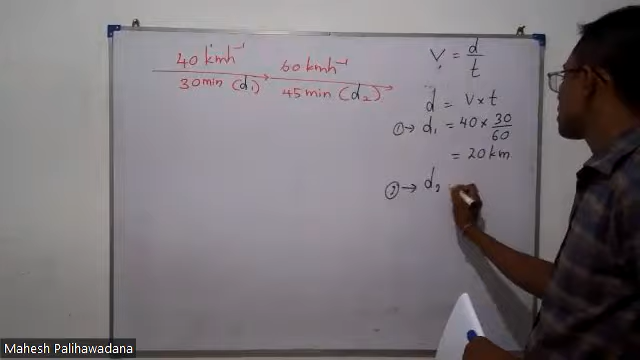 40 kmh⁻¹
30 min (d₁)
60 kmh⁻¹
45 min (d₂)
V = d/t
d = v × t
① → d₁ = 40 × 30/60
= 20 km
② → d₂
Mahesh Palihawadana